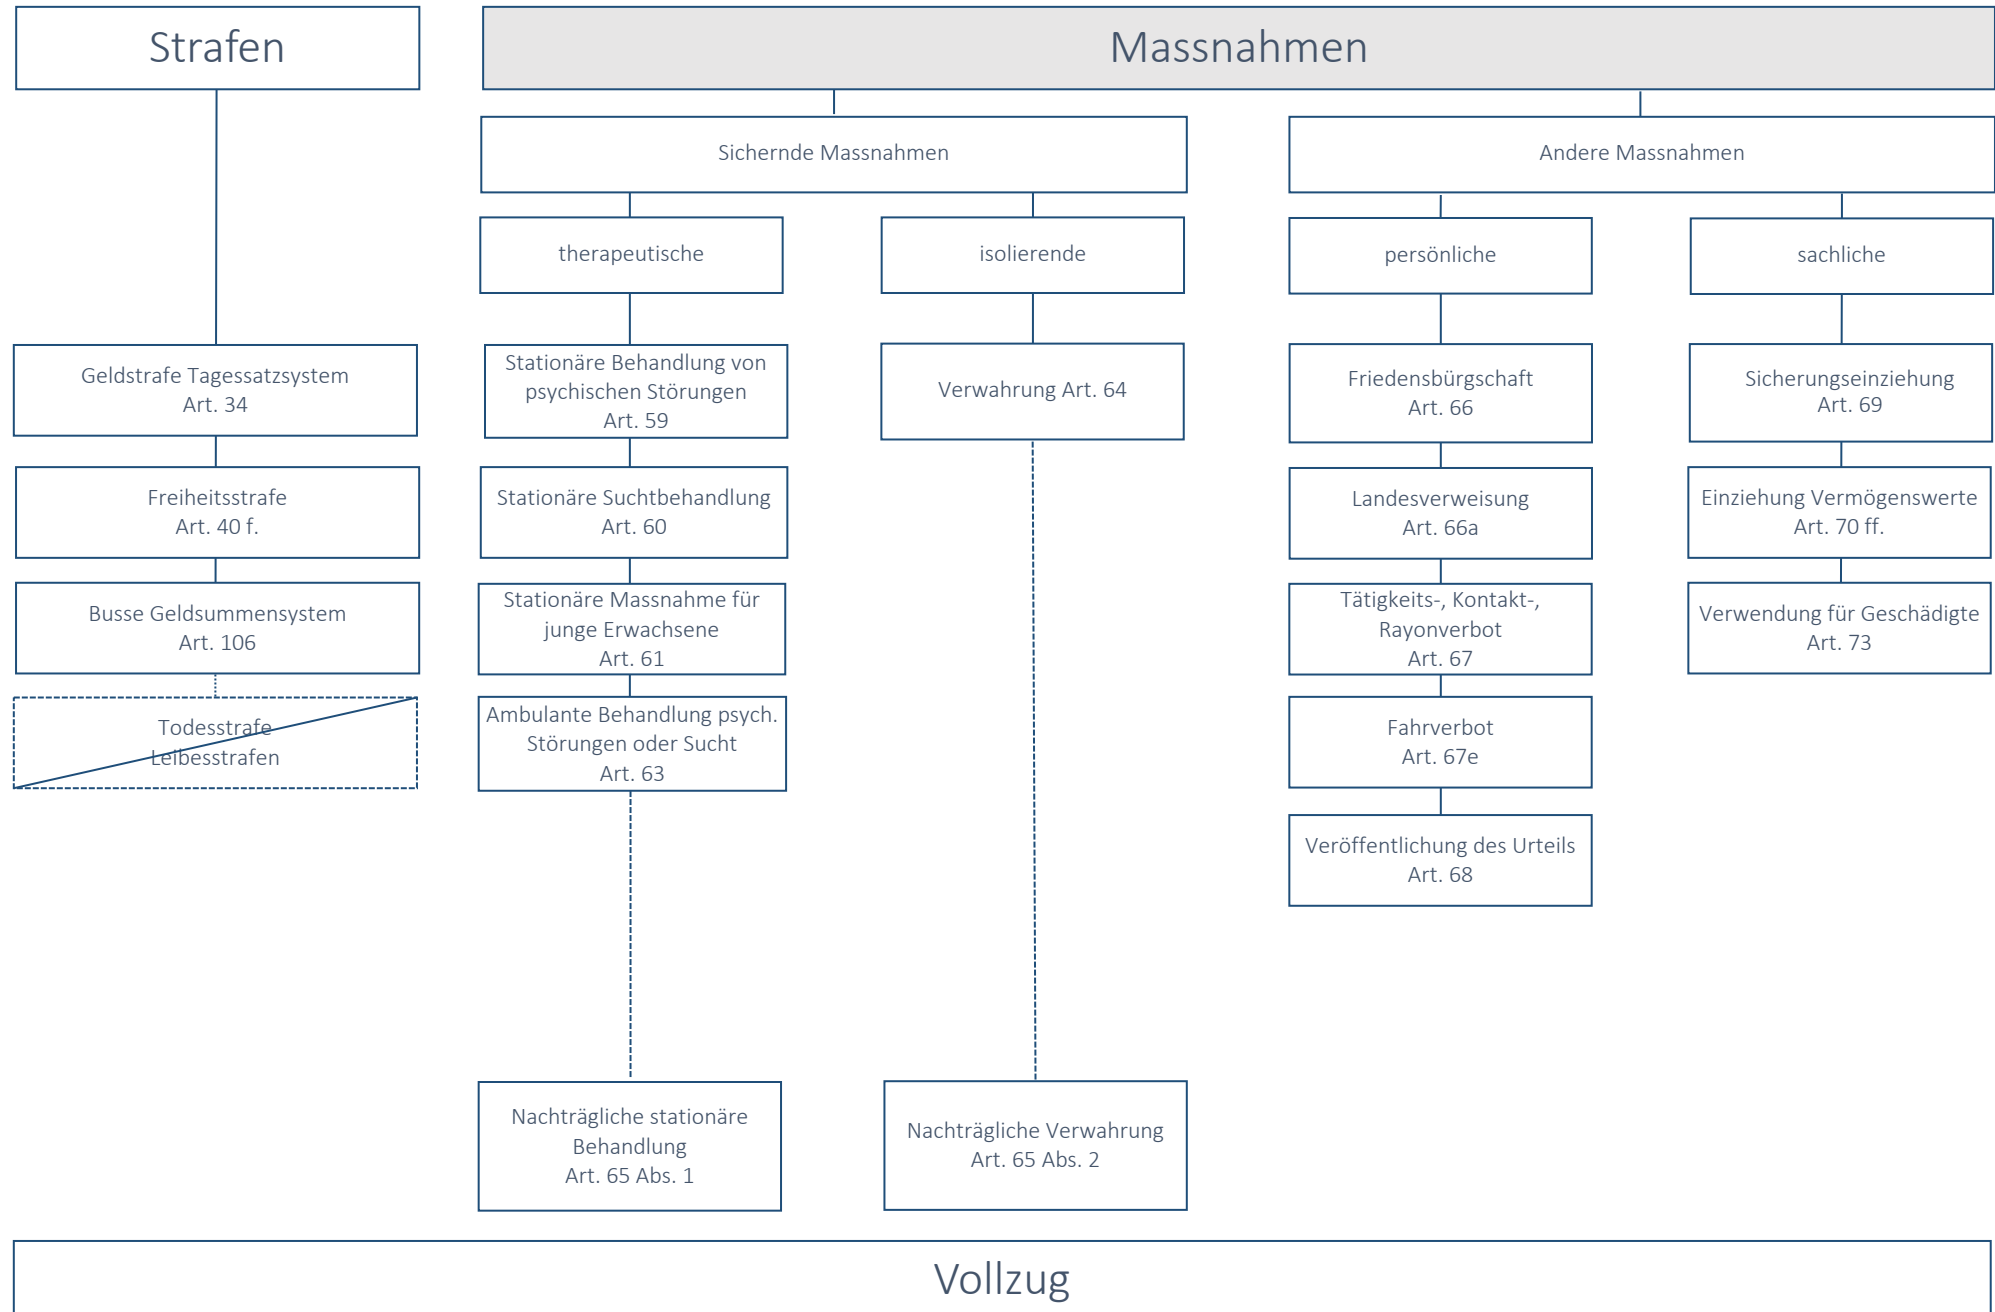 Strafen
Massnahmen
Sichernde Massnahmen
Andere Massnahmen
therapeutische
isolierende
persönliche
sachliche
Geldstrafe Tagessatzsystem
Art. 34
Freiheitsstrafe
Art. 40 f.
Busse Geldsummensystem
Art. 106
Todesstrafe
Leibesstrafen
Stationäre Behandlung von
psychischen Störungen
Art. 59
Stationäre Suchtbehandlung
Art. 60
Stationäre Massnahme für
junge Erwachsene
Art. 61
Ambulante Behandlung psych.
Störungen oder Sucht
Art. 63
Nachträgliche stationäre
Behandlung
Art. 65 Abs. 1
Verwahrung Art. 64
Nachträgliche Verwahrung
Art. 65 Abs. 2
Friedensbürgschaft
Art. 66
Landesverweisung
Art. 66a
Tätigkeits-, Kontakt-,
Rayonverbot
Art. 67
Fahrverbot
Art. 67e
Veröffentlichung des Urteils
Art. 68
Sicherungseinziehung
Art. 69
Einziehung Vermögenswerte
Art. 70 ff.
Verwendung für Geschädigte
Art. 73
Vollzug